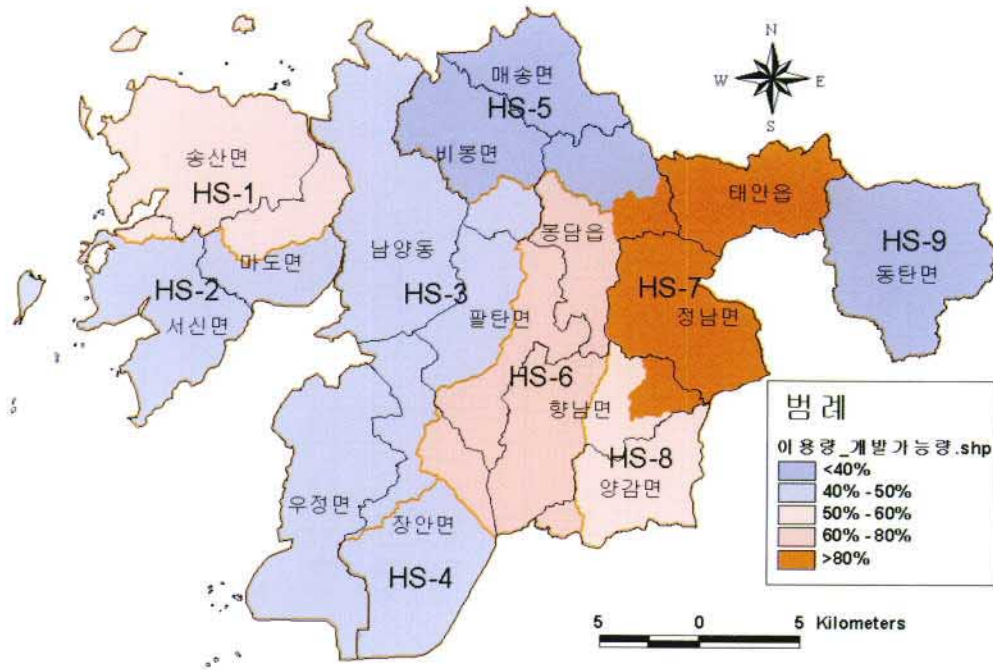 N
W E
S
매송면
HS-5
비봉면
송산면
HS-1
태안읍
봉담읍
HS-9
동탄면
남양동
마도면
HS-2
HS-3
HS-7
서신면
팔탄면
정남면
HS-6
향남면
HS-8
양감면
우정면
장안면
HS-4
범례
이용량_개발가능량.shp
<40%
40% - 50%
50% - 60%
60% - 80%
>80%
5 0 5 Kilometers